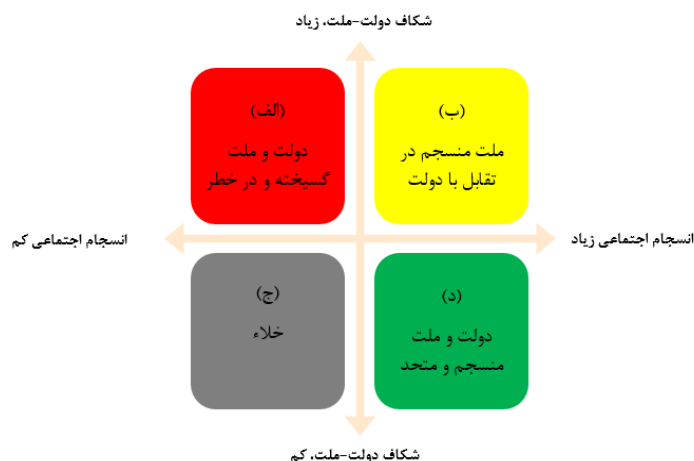 شکاف دولت-ملت، زیاد
(ب)
ملت منسجم در
تقابل با دولت
(الف)
دولت و ملت
گسیخته و در خطر
انسجام اجتماعی زیاد
انسجام اجتماعی کم
(د)
دولت و ملت
منسجم و متحد
(ج)
خلاء
شکاف دولت-ملت، کم